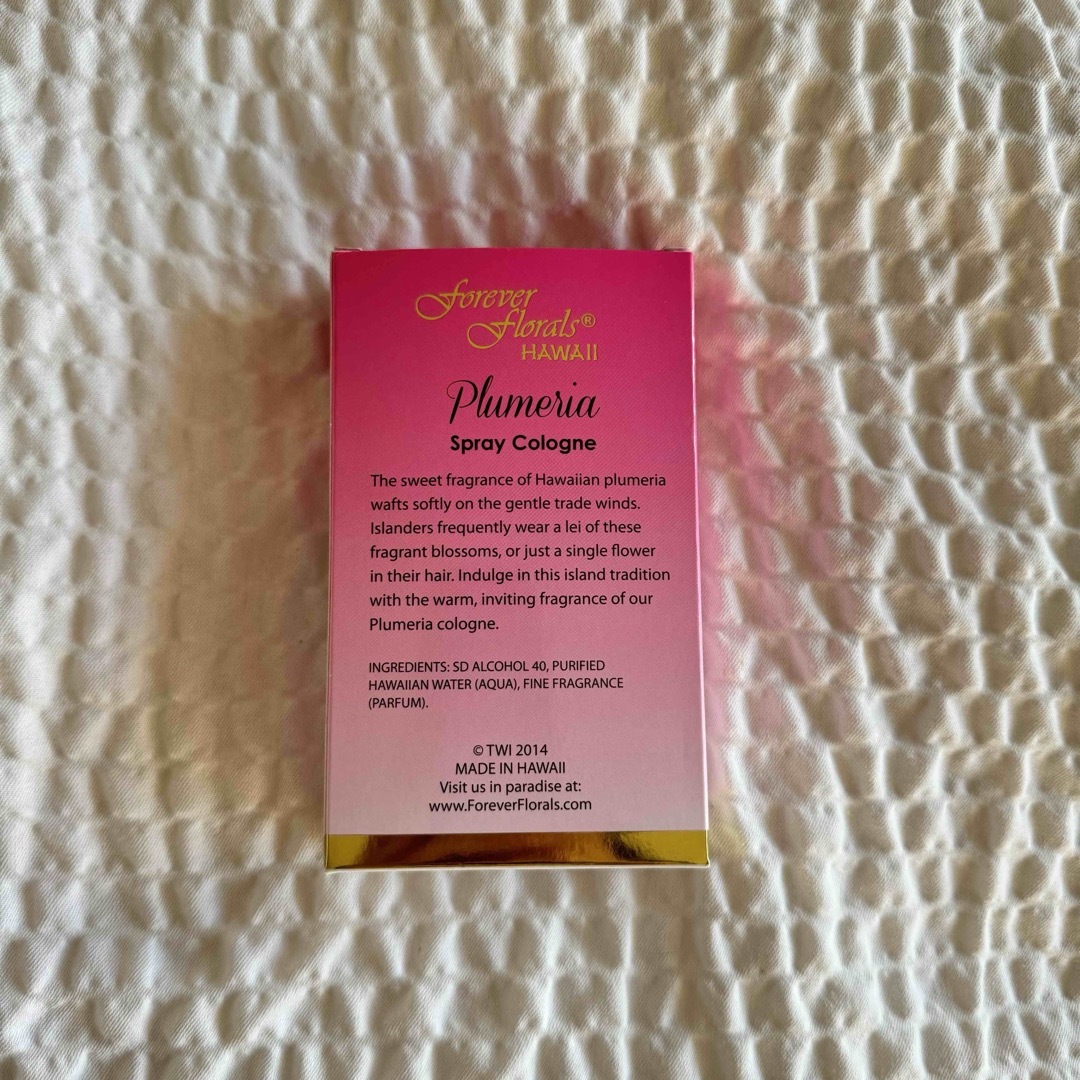 Forever
Florals®
HAWAII
Plumeria
Spray Cologne
The sweet fragrance of Hawaiian plumeria
wafts softly on the gentle trade winds.
Islanders frequently wear a lei of these
fragrant blossoms, or just a single flower
in their hair. Indulge in this island tradition
with the warm, inviting fragrance of our
Plumeria cologne.
INGREDIENTS: SD ALCOHOL 40, PURIFIED
HAWAIIAN WATER (AQUA), FINE FRAGRANCE
(PARFUM).
© TWI 2014
MADE IN HAWAII
Visit us in paradise at:
www.ForeverFlorals.com